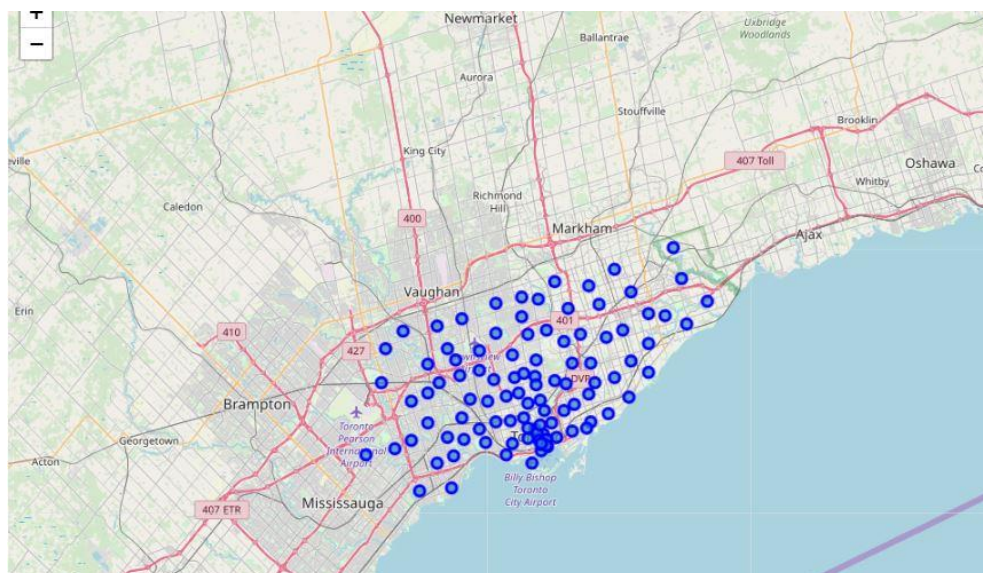 +
−
Newmarket
Uxbridge
Woodlands
Ballantrae
Aurora
Stouffville
Brooklin
King City
407 Toll
Oshawa
Whitby
Richmond
Hill
Caledon
400
Markham
Ajax
Vaughan
Erin
401
410
427
DVP
Brampton
Toronto
Pearson
International
Airport
Georgetown
Acton
Billy Bishop
Toronto
City Airport
Mississauga
407 ETR